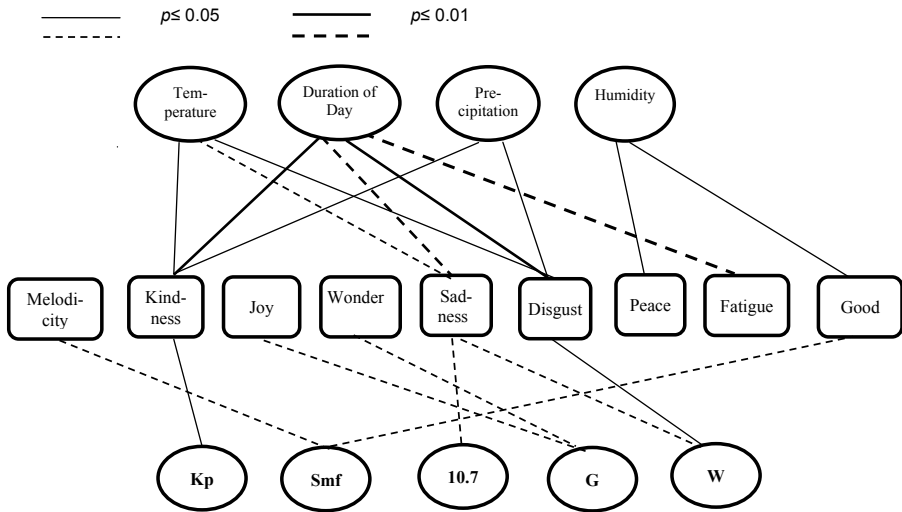 p≤ 0.05 p≤ 0.01
Tem-
perature
Duration of
Day
Pre-
cipitation
Humidity
Melodi-
city
Kind-
ness
Joy
Wonder
Sad-
ness
Disgust
Peace
Fatigue
Good
Kp
Smf
10.7
G
W